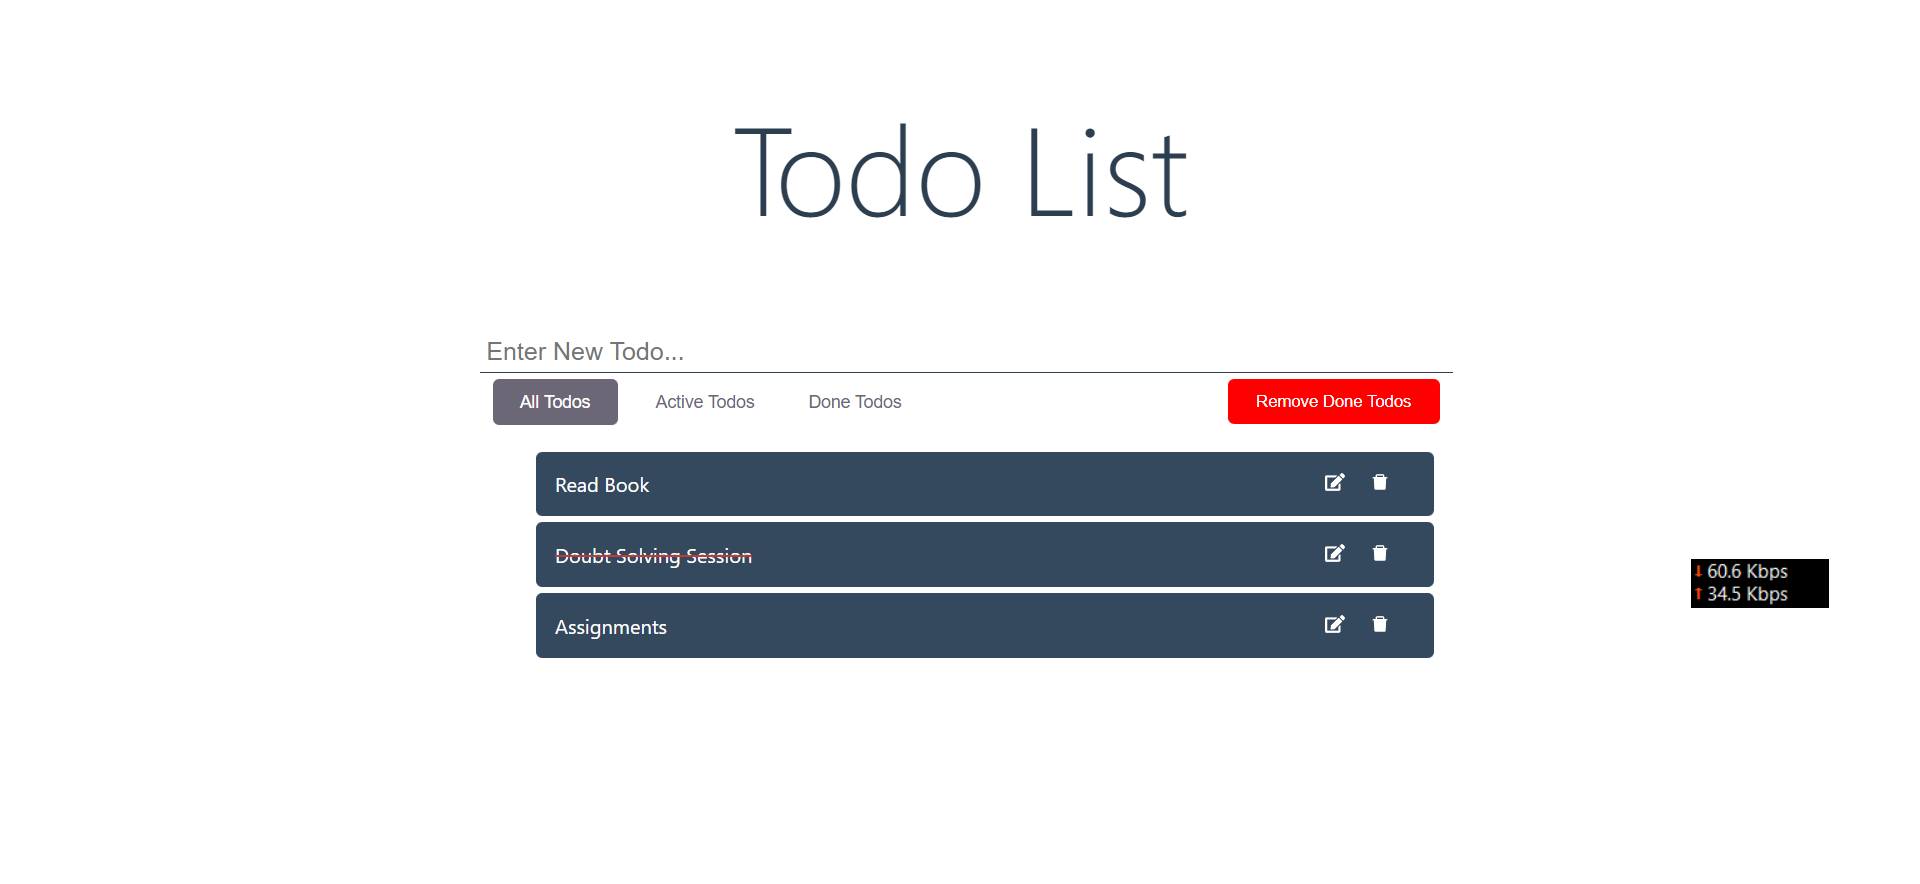 Todo List
Enter New Todo...
All Todos Active Todos Done Todos Remove Done Todos
Read Book
Doubt Solving Session
Assignments
60.6 Kbps
34.5 Kbps